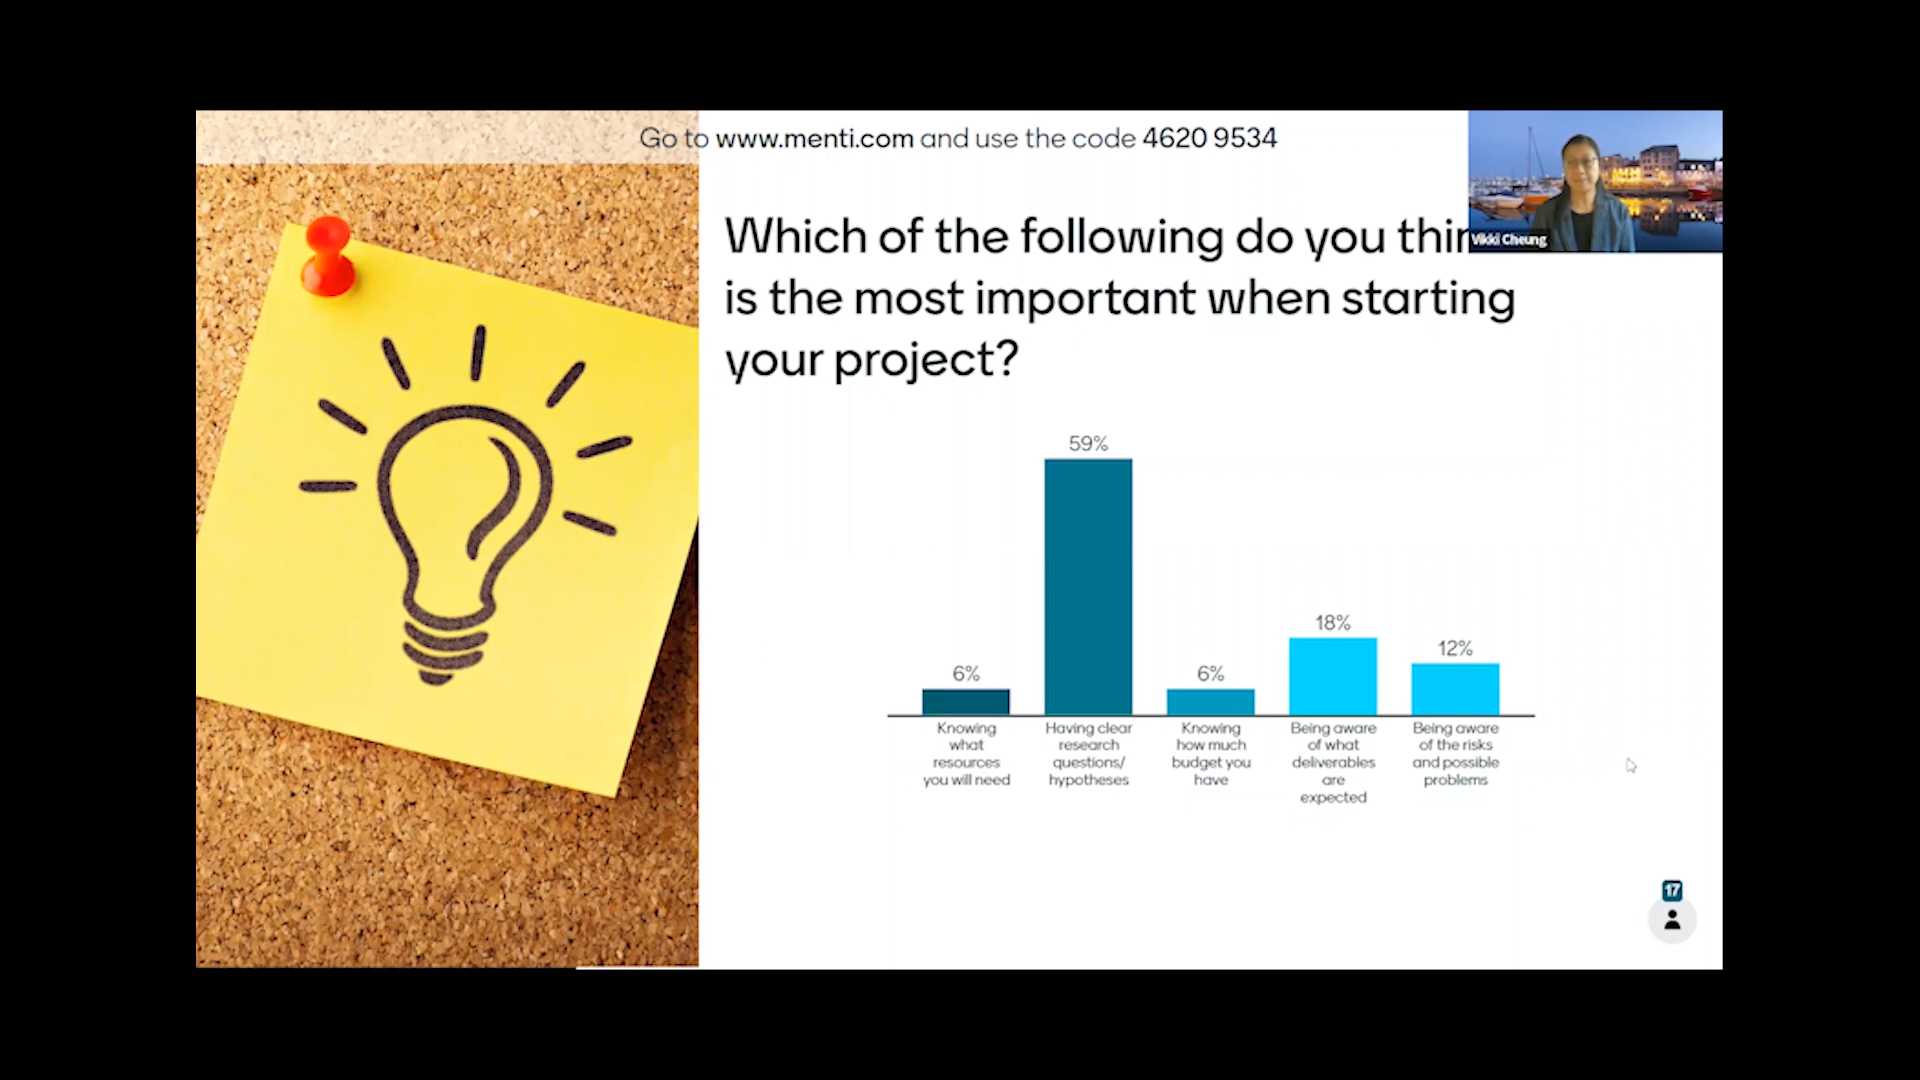 Go to www.menti.com and use the code 4620 9534
Vikki Cheung
Which of the following do you
is the most important when starting
your project?
6%
59%
6%
18%
12%
Knowing
what
resources
you will need
Having clear
research
questions/
hypotheses
Knowing
how much
budget you
have
Being aware
of what
deliverables
are
expected
Being aware
of the risks
and possible
problems
17